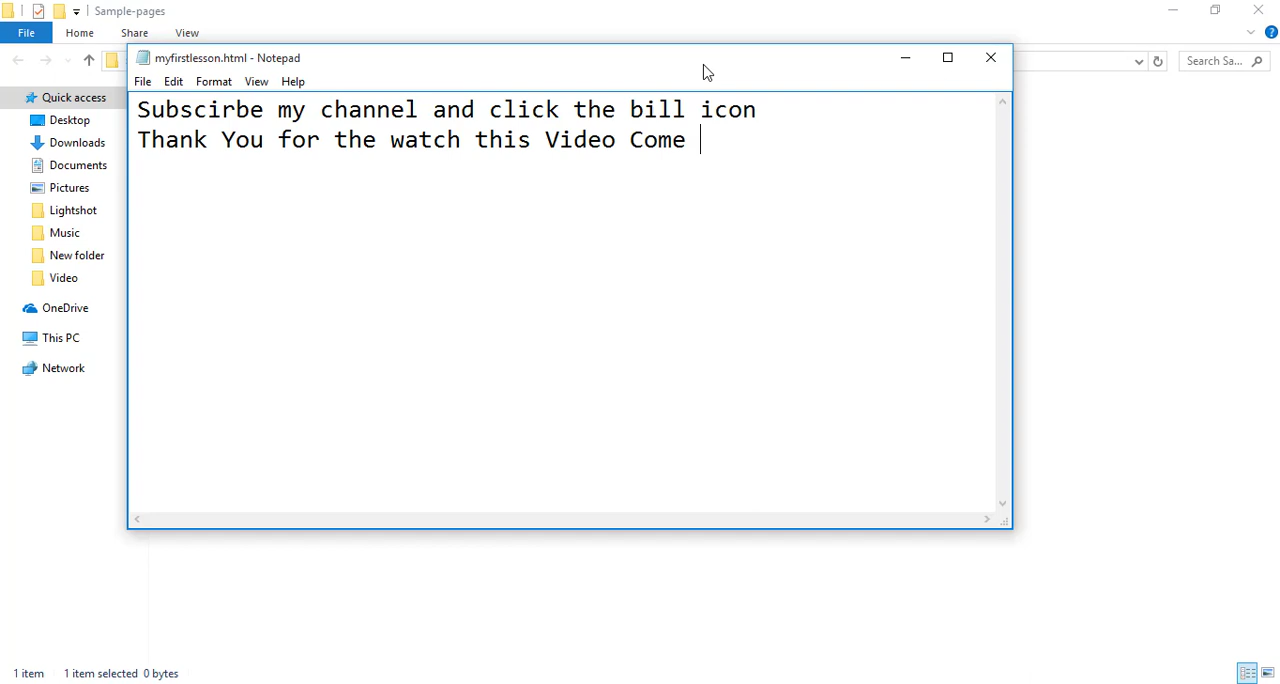 Sample-pages
File Home Share View
myfirstlesson.html - Notepad
Search Sa...
File Edit Format View Help
Subscirbe my channel and click the bill icon
Thank You for the watch this Video Come
Quick access
Desktop
Downloads
Documents
Pictures
Lightshot
Music
New folder
Video
OneDrive
This PC
Network
1 item 1 item selected 0 bytes